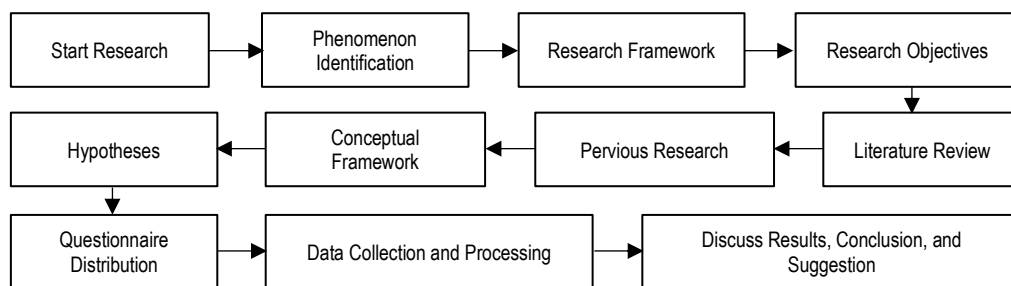 Start Research
Phenomenon
Identification
Research Framework
Research Objectives
Literature Review
Pervious Research
Conceptual
Framework
Hypotheses
Questionnaire
Distribution
Data Collection and Processing
Discuss Results, Conclusion, and
Suggestion